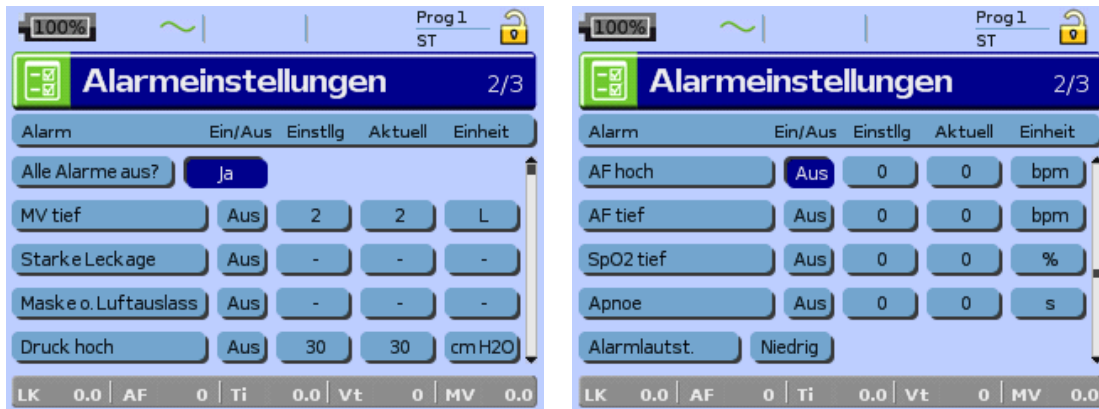 100% Prog 1
ST
Alarmeinstellungen 2/3
Alarm Ein/Aus Einstllg Aktuell Einheit
Alle Alarme aus? Ja
MV tief Aus 2 2 L
Starke Leckage Aus - - -
Maske o. Luftauslass Aus - - -
Druck hoch Aus 30 30 cmH2O
LK 0.0 AF 0 Ti 0.0 Vt 0 MV 0.0
100% Prog 1
ST
Alarmeinstellungen 2/3
Alarm Ein/Aus Einstllg Aktuell Einheit
AF hoch Aus 0 0 bpm
AF tief Aus 0 0 bpm
SpO2 tief Aus 0 0 %
Apnoe Aus 0 0 s
Alarmlautst. Niedrig
LK 0.0 AF 0 Ti 0.0 Vt 0 MV 0.0